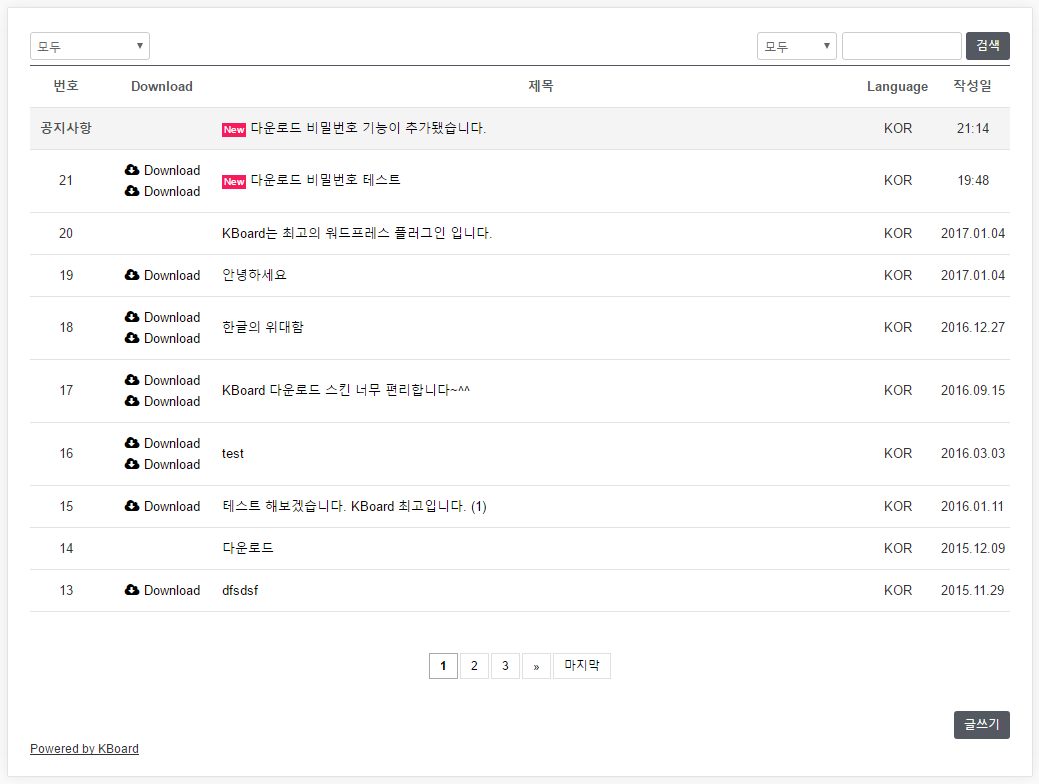 모두 모두 검색
번호 Download 제목 Language 작성일
공지사항 New 다운로드 비밀번호 기능이 추가됐습니다. KOR 21:14
21 Download Download New 다운로드 비밀번호 테스트 KOR 19:48
20 KBoard는 최고의 워드프레스 플러그인 입니다. KOR 2017.01.04
19 Download 안녕하세요 KOR 2017.01.04
18 Download Download 한글의 위대함 KOR 2016.12.27
17 Download Download KBoard 다운로드 스킨 너무 편리합니다~^^ KOR 2016.09.15
16 Download Download test KOR 2016.03.03
15 Download 테스트 해보겠습니다. KBoard 최고입니다. (1) KOR 2016.01.11
14 다운로드 KOR 2015.12.09
13 Download dfsdsf KOR 2015.11.29
1 2 3 » 마지막
글쓰기
Powered by KBoard